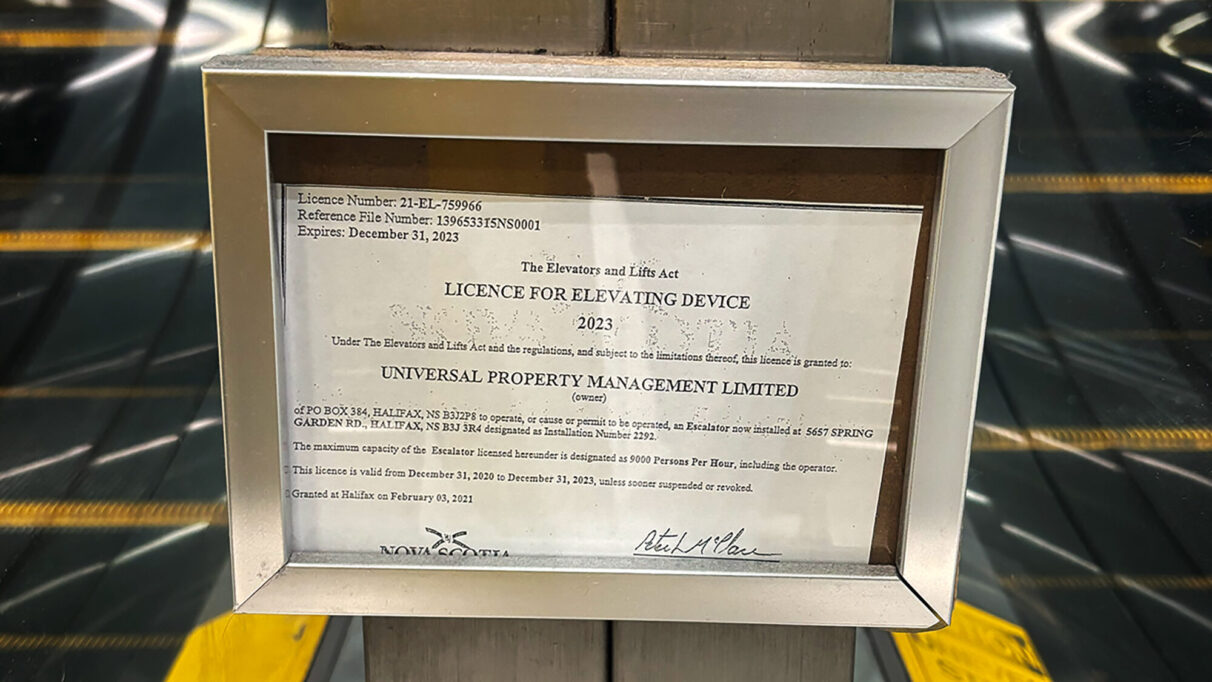 Licence Number: 21-EL-759966
Reference File Number: 139653315NS0001
Expires: December 31, 2023
The Elevators and Lifts Act
LICENCE FOR ELEVATING DEVICE
2023
Under The Elevators and Lifts Act and the regulations, and subject to the limitations thereof, this licence is granted to:
UNIVERSAL PROPERTY MANAGEMENT LIMITED
(owner)
of PO BOX 384, HALIFAX, NS B3J2P8 to operate, or cause or permit to be operated, an Escalator now installed at 5657 SPRING
GARDEN RD., HALIFAX, NS B3J 3R4 designated as Installation Number 2292.
The maximum capacity of the Escalator licensed hereunder is designated as 9000 Persons Per Hour, including the operator.
This licence is valid from December 31, 2020 to December 31, 2023, unless sooner suspended or revoked.
Granted at Halifax on February 03, 2021
NOVA SCOTIA